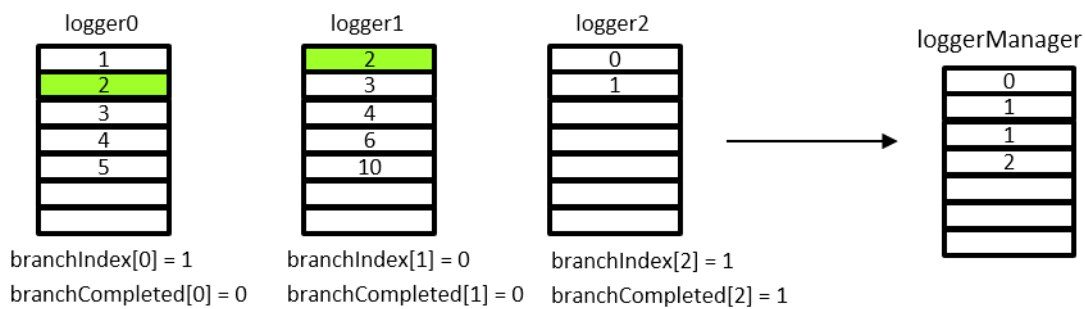 logger0
1
2
3
4
5
branchIndex[0] = 1
branchCompleted[0] = 0
logger1
2
3
4
6
10
branchIndex[1] = 0
branchCompleted[1] = 0
logger2
0
1
branchIndex[2] = 1
branchCompleted[2] = 1
loggerManager
0
1
1
2